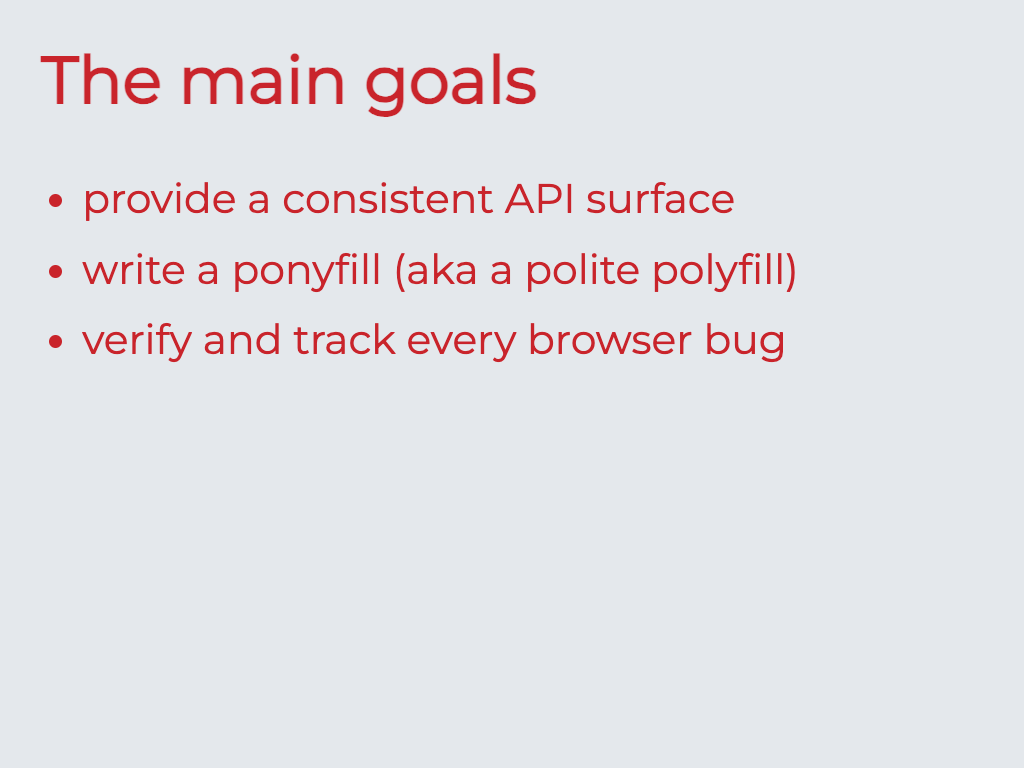 The main goals
• provide a consistent API surface
• write a ponyfill (aka a polite polyfill)
• verify and track every browser bug